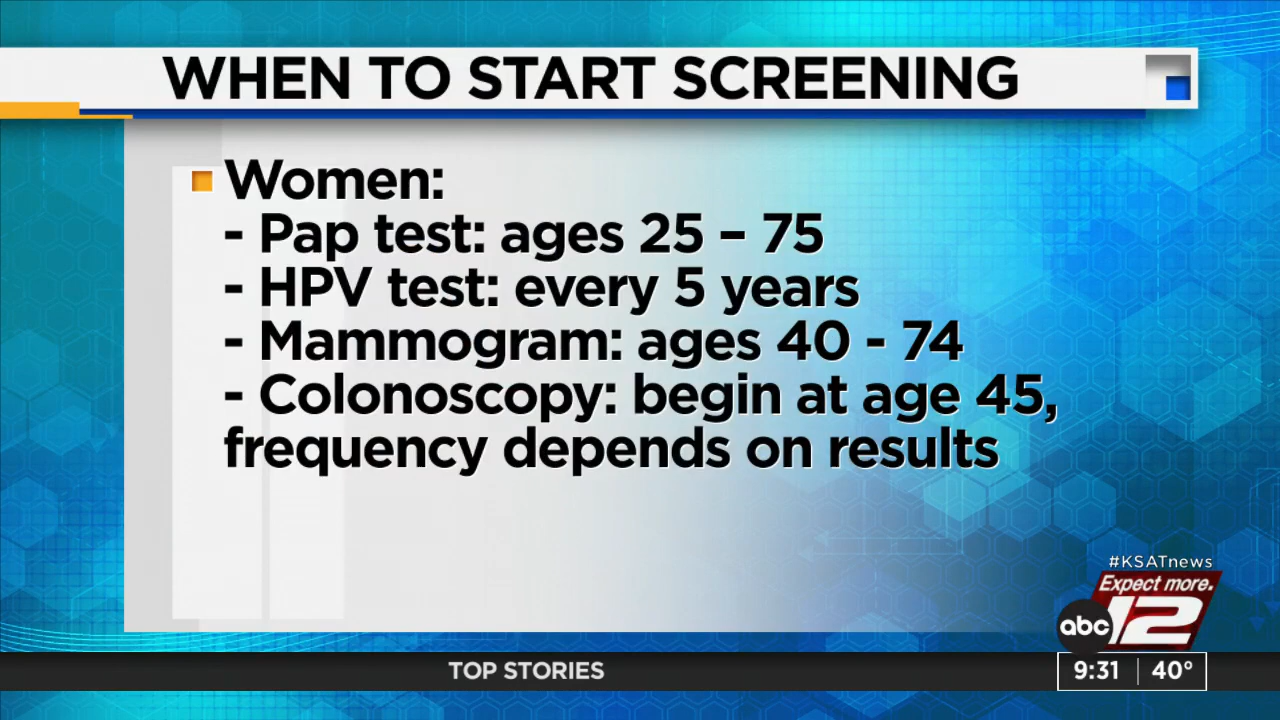 WHEN TO START SCREENING
Women:
- Pap test: ages 25 – 75
- HPV test: every 5 years
- Mammogram: ages 40 - 74
- Colonoscopy: begin at age 45,
frequency depends on results
#KSATnews
Expect more.
abc 12
TOP STORIES
9:31 40°